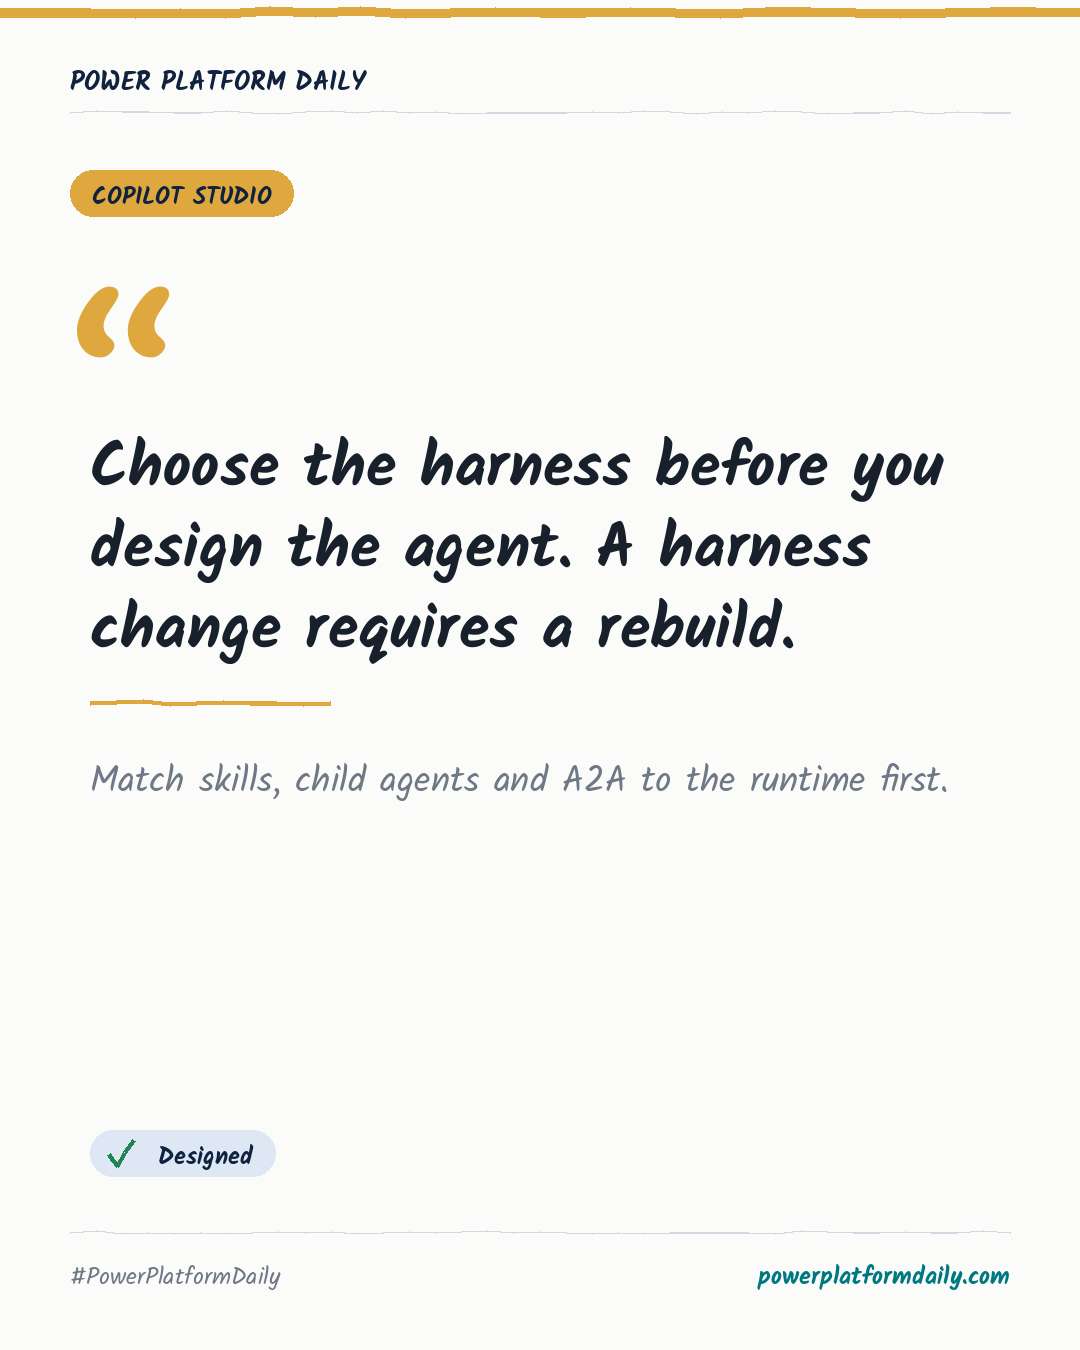 POWER PLATFORM DAILY
COPILOT STUDIO
“
Choose the harness before you
design the agent. A harness
change requires a rebuild.
Match skills, child agents and A2A to the runtime first.
✓ Designed
#PowerPlatformDaily
powerplatformdaily.com